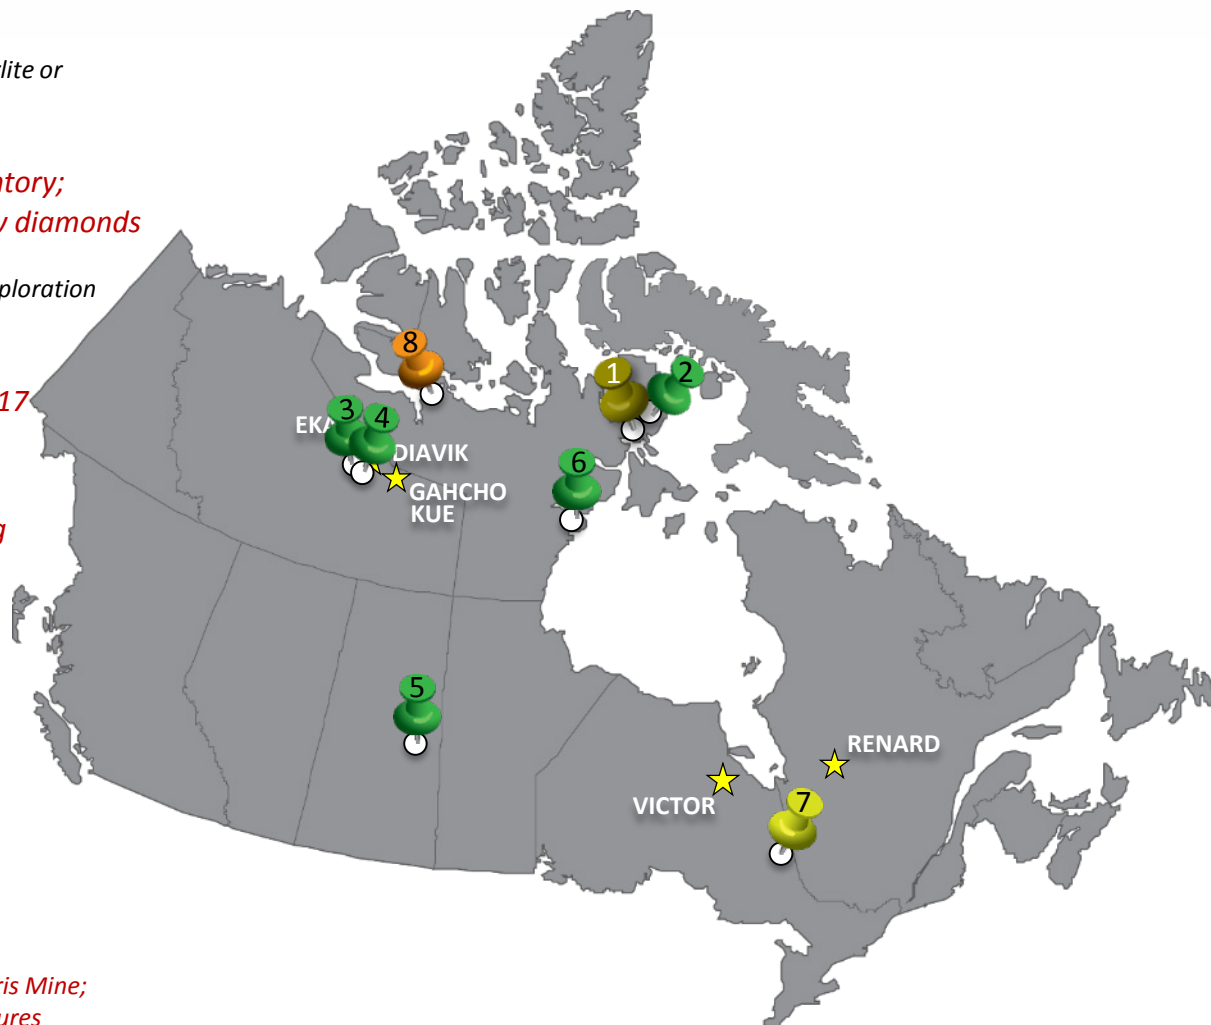 lite or
ntory;
diamonds
ploration
17
g
ris Mine;
ures
8
1
2
3
4
EKA
DIAVIK
6
GAHCHO
KUE
5
RENARD
VICTOR
7